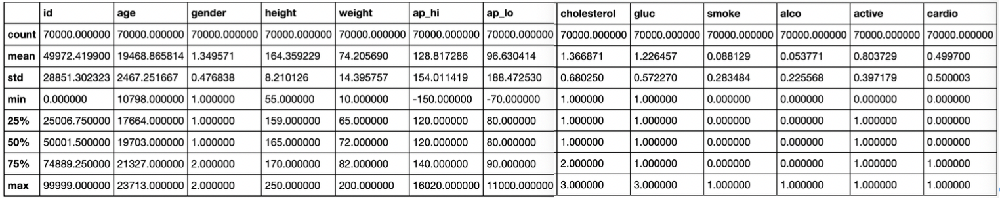 id age gender height weight ap_hi ap_lo cholesterol gluc smoke alco active cardio
count 70000.000000 70000.000000 70000.000000 70000.000000 70000.000000 70000.000000 70000.000000 70000.000000 70000.000000 70000.000000 70000.000000 70000.000000 70000.000000
mean 49972.419900 19468.865814 1.349571 164.359229 74.205690 128.817286 96.630414 1.366871 1.226457 0.088129 0.053771 0.803729 0.499700
std 28851.302323 2467.251667 0.476838 8.210126 14.395757 154.011419 188.472530 0.680250 0.572270 0.283484 0.225568 0.397179 0.500003
min 0.000000 10798.000000 1.000000 55.000000 10.000000 -150.000000 -70.000000 1.000000 1.000000 0.000000 0.000000 0.000000 0.000000
25% 25006.750000 17664.000000 1.000000 159.000000 65.000000 120.000000 80.000000 1.000000 1.000000 0.000000 0.000000 1.000000 0.000000
50% 50001.500000 19703.000000 1.000000 165.000000 72.000000 120.000000 80.000000 1.000000 1.000000 0.000000 0.000000 1.000000 0.000000
75% 74889.250000 21327.000000 2.000000 170.000000 82.000000 140.000000 90.000000 2.000000 1.000000 0.000000 0.000000 1.000000 1.000000
max 99999.000000 23713.000000 2.000000 250.000000 200.000000 16020.000000 11000.000000 3.000000 3.000000 1.000000 1.000000 1.000000 1.000000